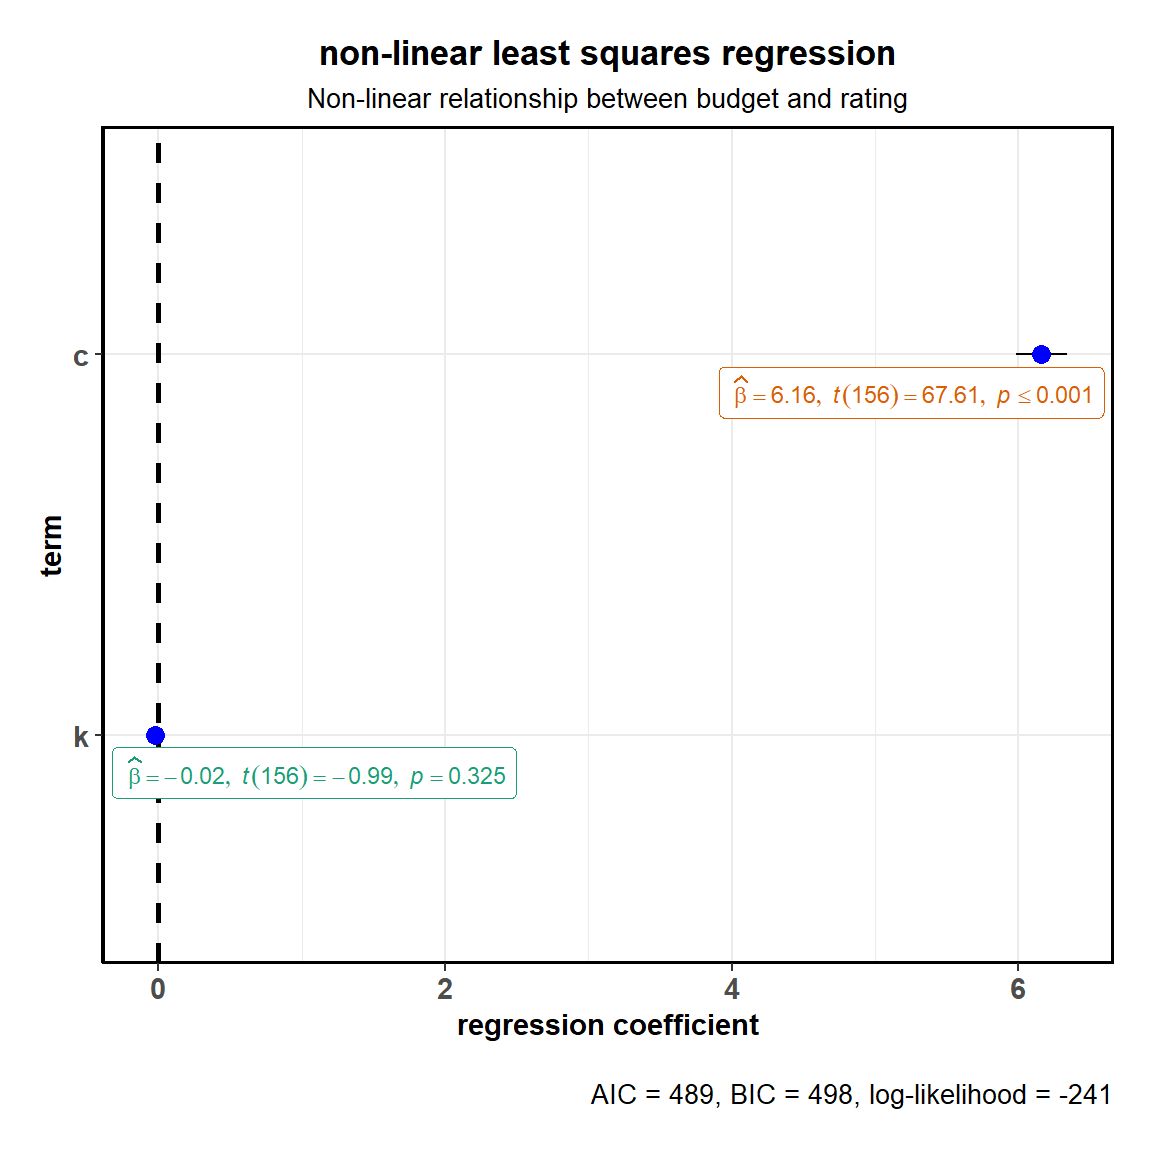 non-linear least squares regression
Non-linear relationship between budget and rating
term
c
β̂ = 6.16, t(156) = 67.61, p ≤ 0.001
k
β̂ = −0.02, t(156) = −0.99, p = 0.325
0 2 4 6
regression coefficient
AIC = 489, BIC = 498, log-likelihood = -241